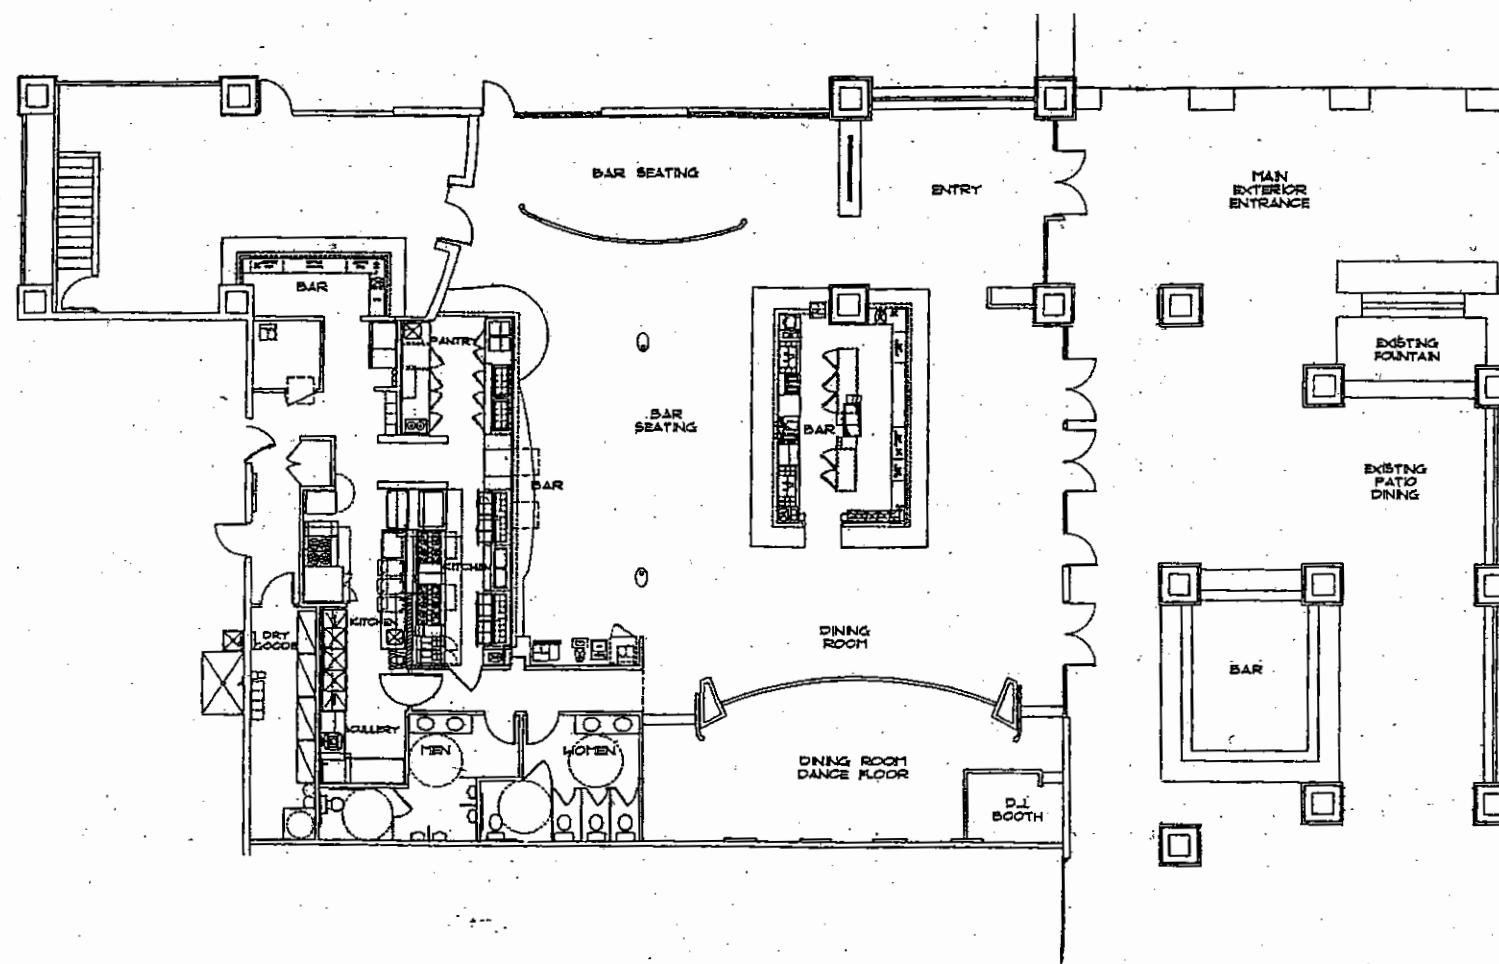 BAR SEATING
ENTRY
MAIN
EXTERIOR
ENTRANCE
BAR
PANTRY
EXISTING
FOUNTAIN
BAR
SEATING
BAR
BAR
EXISTING
PATIO
DINING
KITCHEN
KITCHEN
DRY
GOODS
DINING
ROOM
BAR
SCULLERY
MEN
WOMEN
DINING ROOM
DANCE FLOOR
D.J.
BOOTH